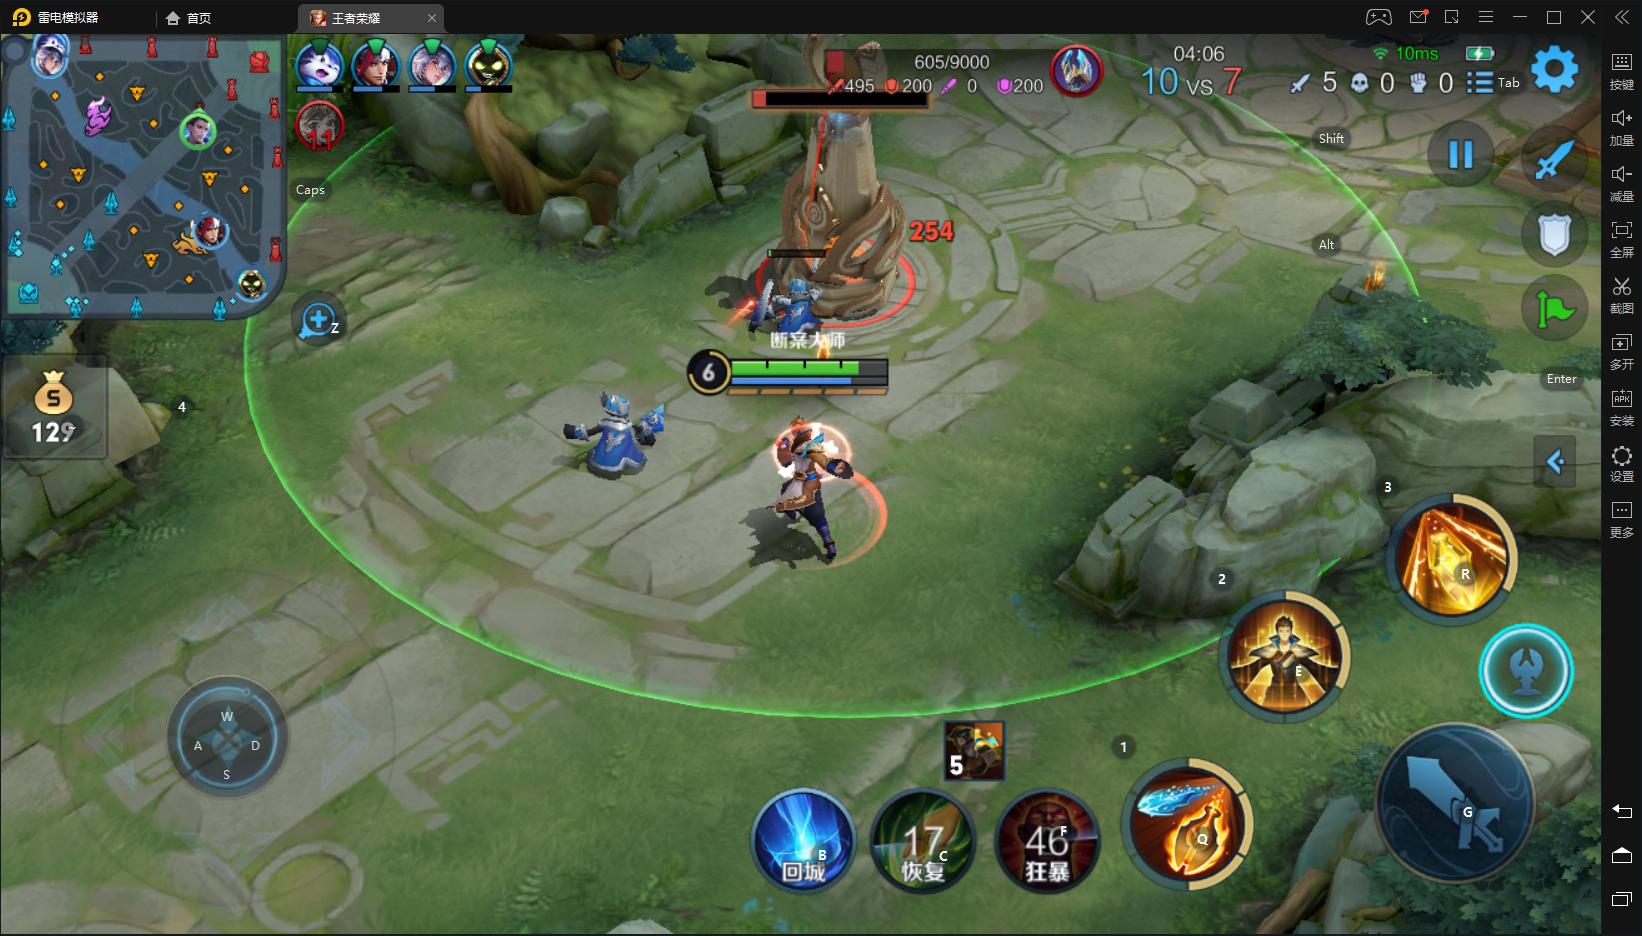 雷电模拟器
首页
王者荣耀
605/9000
495 200 0 200
04:06
10 VS 7
10ms
5 0 0
Tab
11
Caps
Shift
Alt
254
断案大师
6
Z
129
4
Enter
3
R
2
E
W
A D
S
5
1
B
回城
17
C
恢复
46
F
狂暴
Q
G
按键
加量
减量
全屏
截图
多开
APK
安装
设置
更多